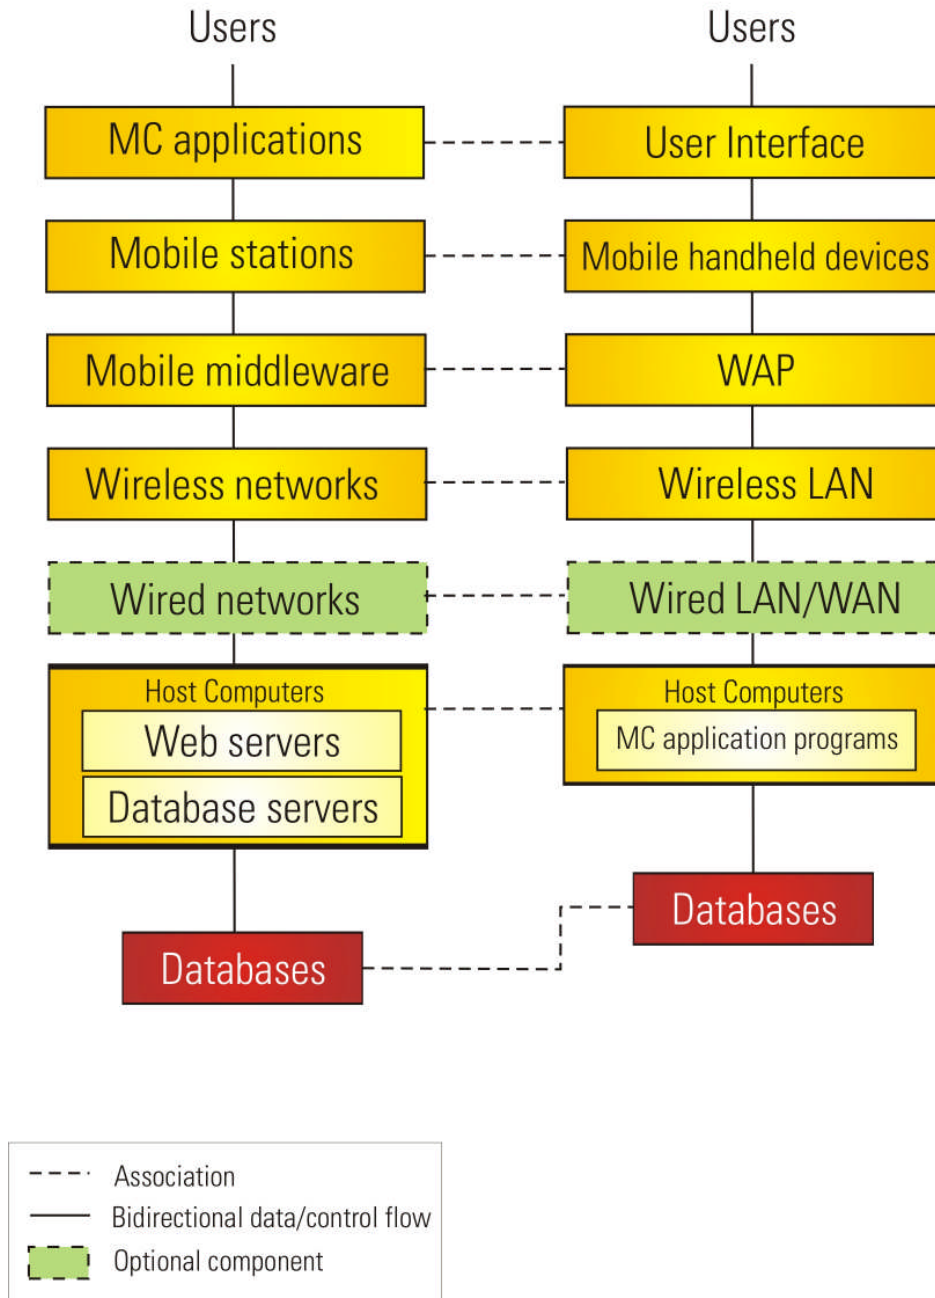 Users
Users
MC applications
User Interface
Mobile stations
Mobile handheld devices
Mobile middleware
WAP
Wireless networks
Wireless LAN
Wired networks
Wired LAN/WAN
Host Computers
Host Computers
Web servers
MC application programs
Database servers
Databases
Databases
Association
Bidirectional data/control flow
Optional component